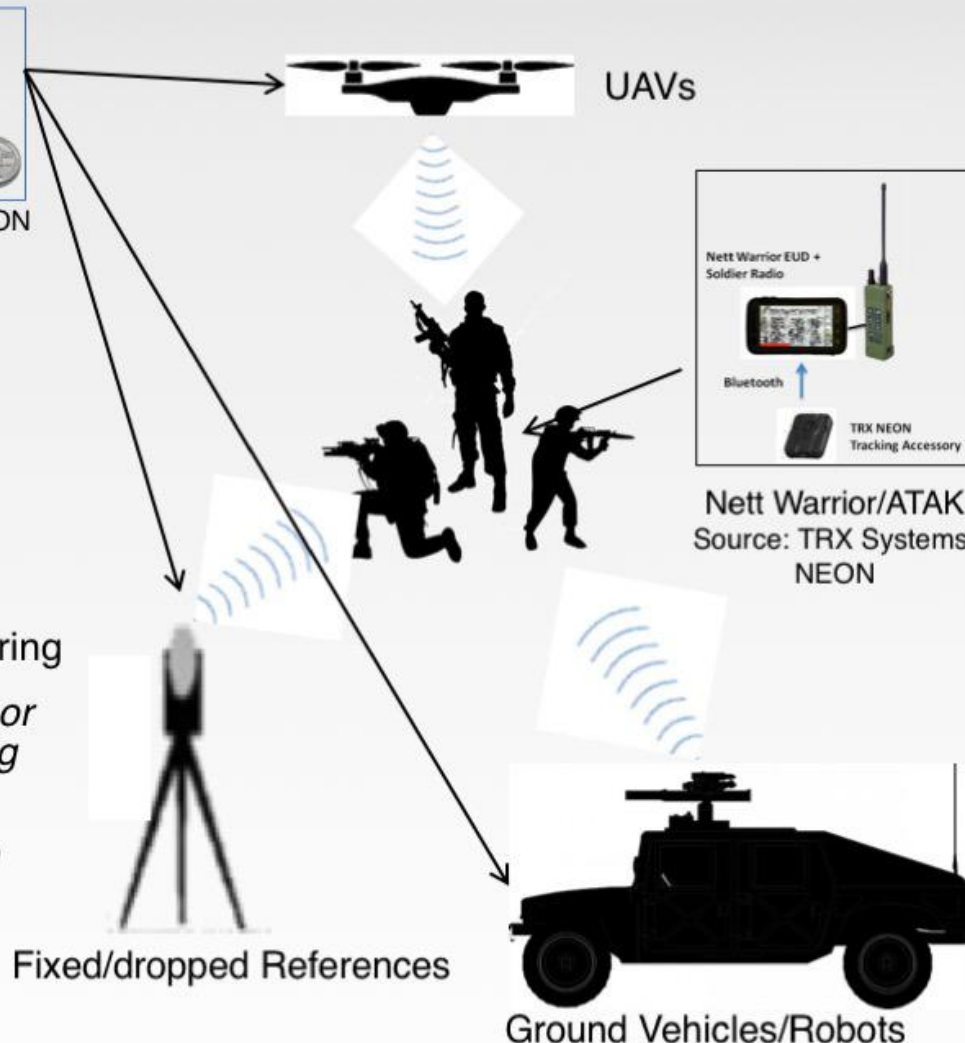 UAVs
ON
Nett Warrior EUD +
Soldier Radio
Bluetooth
TRX NEON
Tracking Accessory
Nett Warrior/ATAK
Source: TRX Systems
NEON
ring
or
g
Fixed/dropped References
Ground Vehicles/Robots